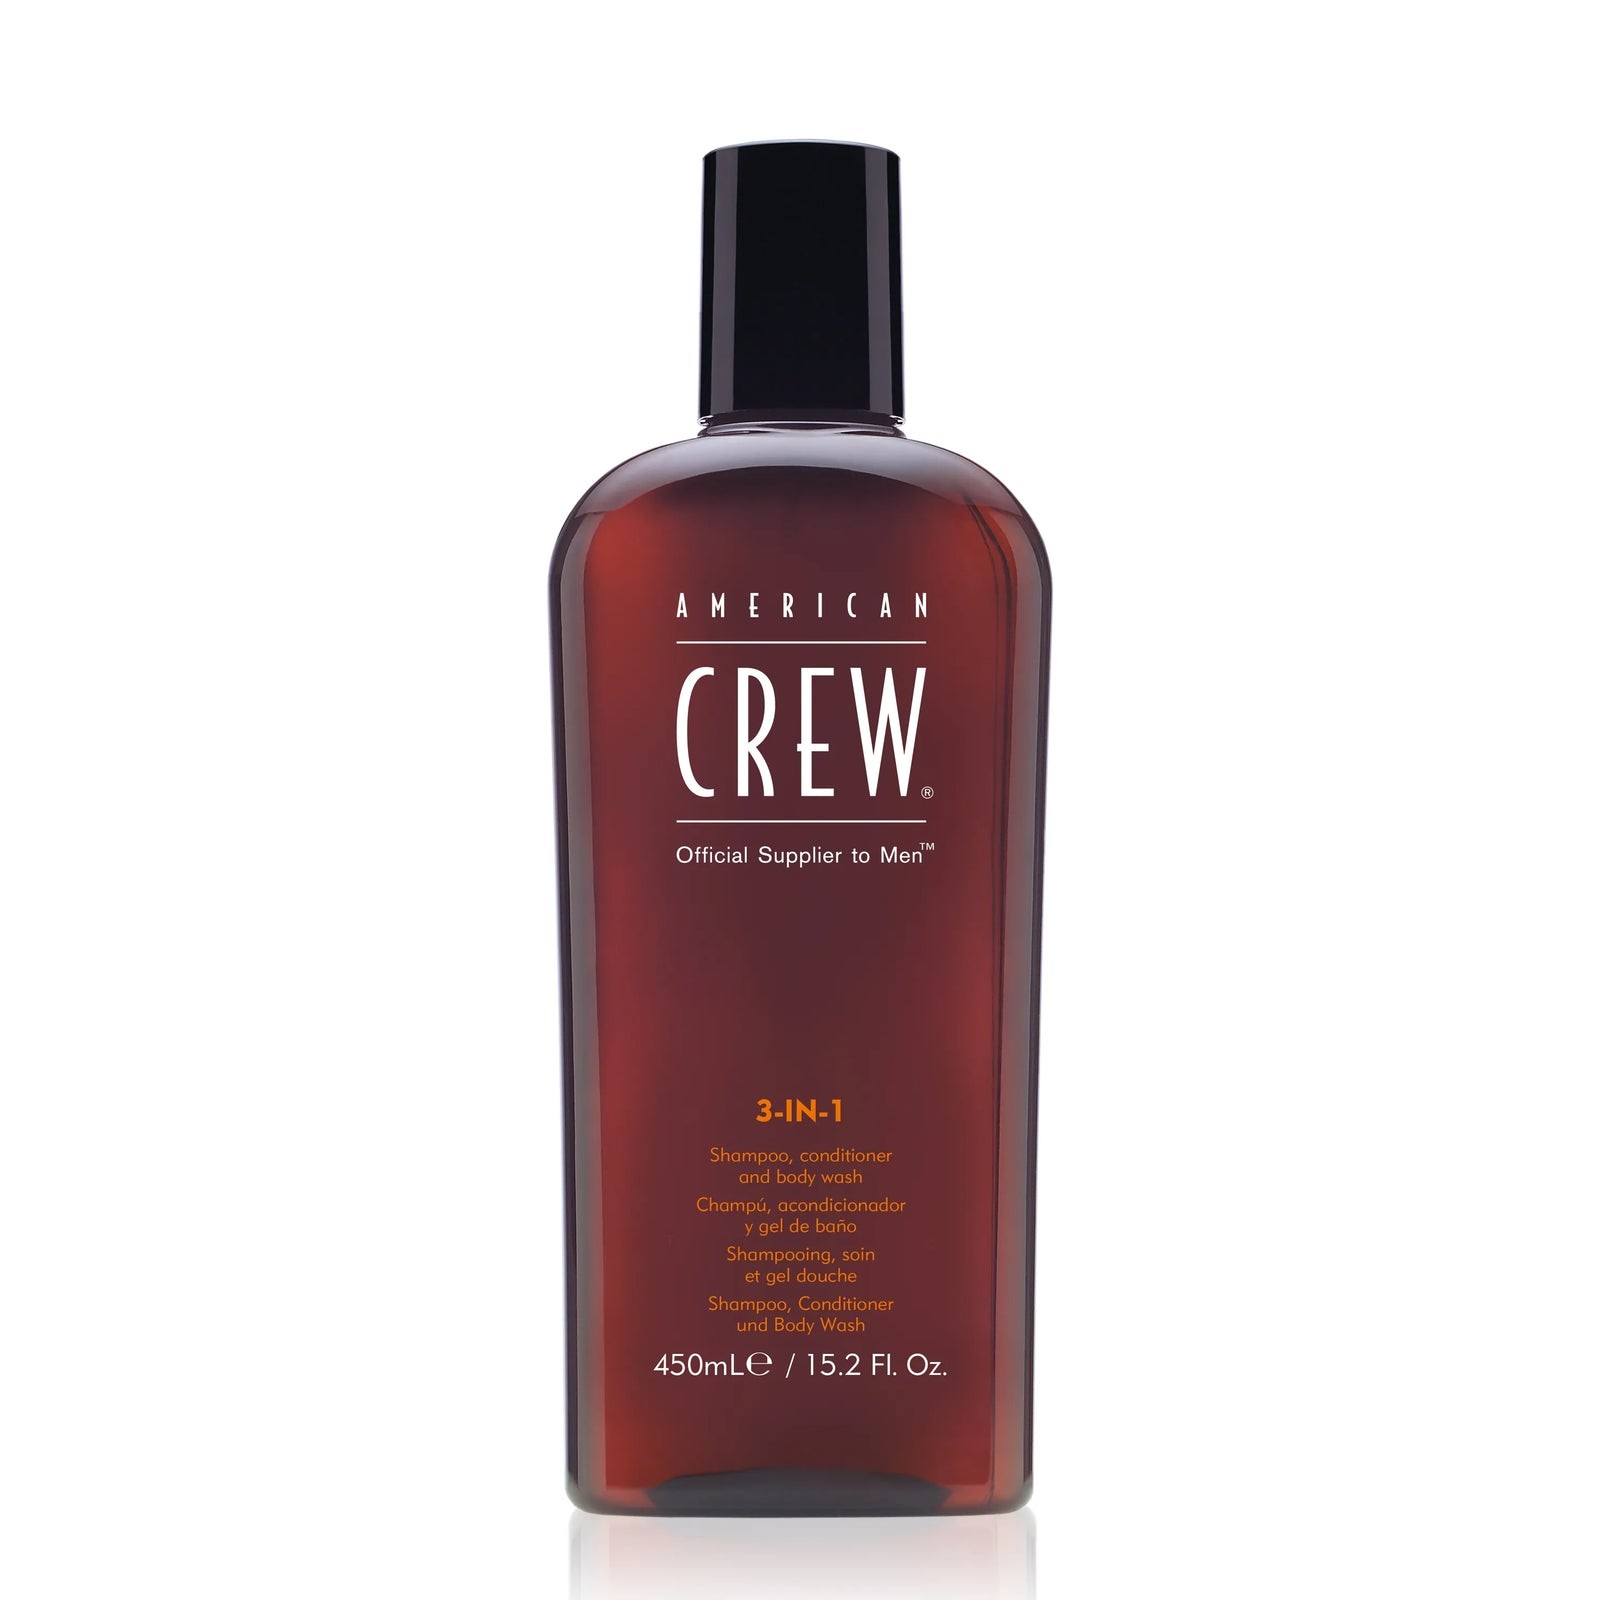 AMERICAN
CREW®
Official Supplier to Men™
3-IN-1
Shampoo, conditioner
and body wash
Champú, acondicionador
y gel de baño
Shampooing, soin
et gel douche
Shampoo, Conditioner
und Body Wash
450mL℮ / 15.2 Fl. Oz.